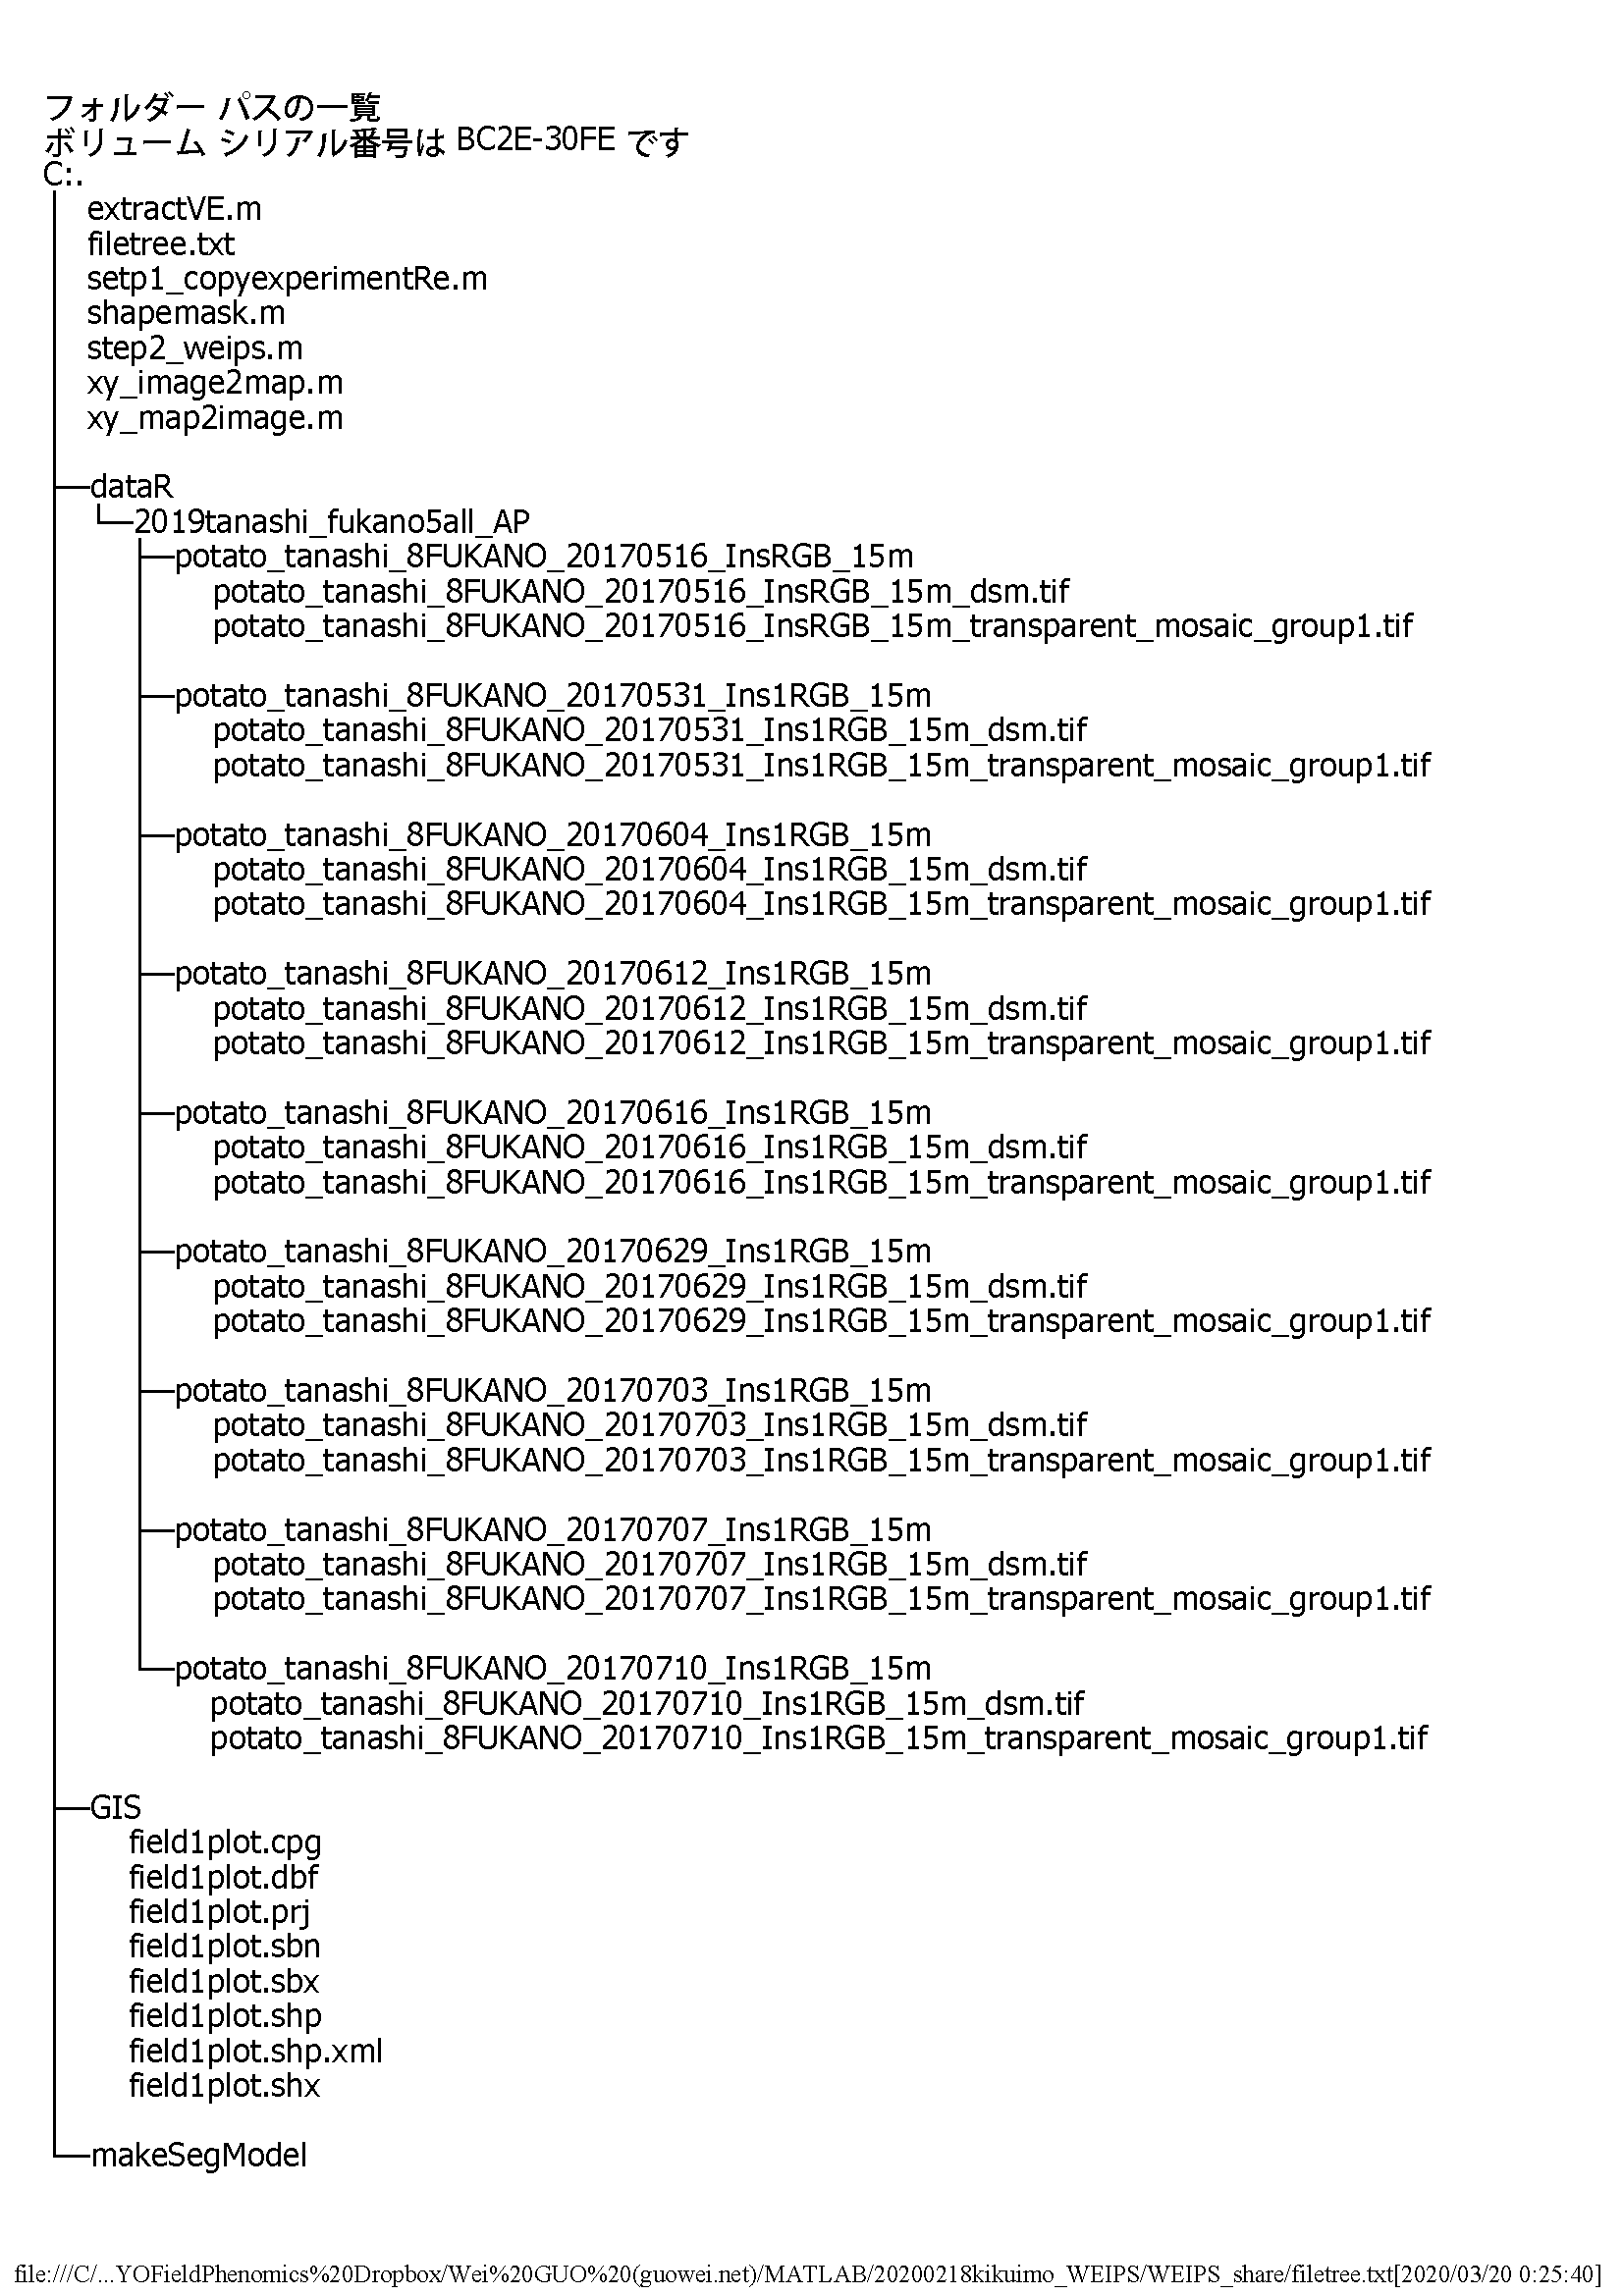 フォルダー パスの一覧
ボリューム シリアル番号は BC2E-30FE です
C:.
extractVE.m
filetree.txt
setp1_copyexperimentRe.m
shapemask.m
step2_weips.m
xy_image2map.m
xy_map2image.m
dataR
2019tanashi_fukano5all_AP
potato_tanashi_8FUKANO_20170516_InsRGB_15m
potato_tanashi_8FUKANO_20170516_InsRGB_15m_dsm.tif
potato_tanashi_8FUKANO_20170516_InsRGB_15m_transparent_mosaic_group1.tif
potato_tanashi_8FUKANO_20170531_Ins1RGB_15m
potato_tanashi_8FUKANO_20170531_Ins1RGB_15m_dsm.tif
potato_tanashi_8FUKANO_20170531_Ins1RGB_15m_transparent_mosaic_group1.tif
potato_tanashi_8FUKANO_20170604_Ins1RGB_15m
potato_tanashi_8FUKANO_20170604_Ins1RGB_15m_dsm.tif
potato_tanashi_8FUKANO_20170604_Ins1RGB_15m_transparent_mosaic_group1.tif
potato_tanashi_8FUKANO_20170612_Ins1RGB_15m
potato_tanashi_8FUKANO_20170612_Ins1RGB_15m_dsm.tif
potato_tanashi_8FUKANO_20170612_Ins1RGB_15m_transparent_mosaic_group1.tif
potato_tanashi_8FUKANO_20170616_Ins1RGB_15m
potato_tanashi_8FUKANO_20170616_Ins1RGB_15m_dsm.tif
potato_tanashi_8FUKANO_20170616_Ins1RGB_15m_transparent_mosaic_group1.tif
potato_tanashi_8FUKANO_20170629_Ins1RGB_15m
potato_tanashi_8FUKANO_20170629_Ins1RGB_15m_dsm.tif
potato_tanashi_8FUKANO_20170629_Ins1RGB_15m_transparent_mosaic_group1.tif
potato_tanashi_8FUKANO_20170703_Ins1RGB_15m
potato_tanashi_8FUKANO_20170703_Ins1RGB_15m_dsm.tif
potato_tanashi_8FUKANO_20170703_Ins1RGB_15m_transparent_mosaic_group1.tif
potato_tanashi_8FUKANO_20170707_Ins1RGB_15m
potato_tanashi_8FUKANO_20170707_Ins1RGB_15m_dsm.tif
potato_tanashi_8FUKANO_20170707_Ins1RGB_15m_transparent_mosaic_group1.tif
potato_tanashi_8FUKANO_20170710_Ins1RGB_15m
potato_tanashi_8FUKANO_20170710_Ins1RGB_15m_dsm.tif
potato_tanashi_8FUKANO_20170710_Ins1RGB_15m_transparent_mosaic_group1.tif
GIS
field1plot.cpg
field1plot.dbf
field1plot.prj
field1plot.sbn
field1plot.sbx
field1plot.shp
field1plot.shp.xml
field1plot.shx
makeSegModel
file:///C/...YOFieldPhenomics%20Dropbox/Wei%20GUO%20(guowei.net)/MATLAB/20200218kikuimo_WEIPS/WEIPS_share/filetree.txt[2020/03/20 0:25:40]